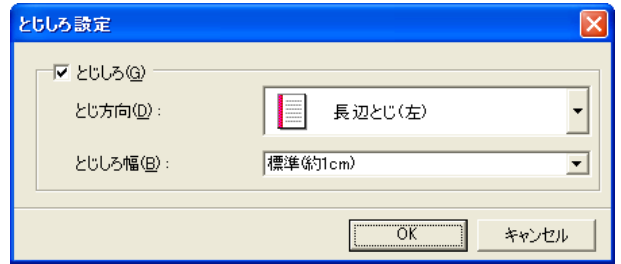 とじしろ設定
とじしろ(G)
とじ方向(D):
長辺とじ(左)
とじしろ幅(B):
標準(約1cm)
OK キャンセル